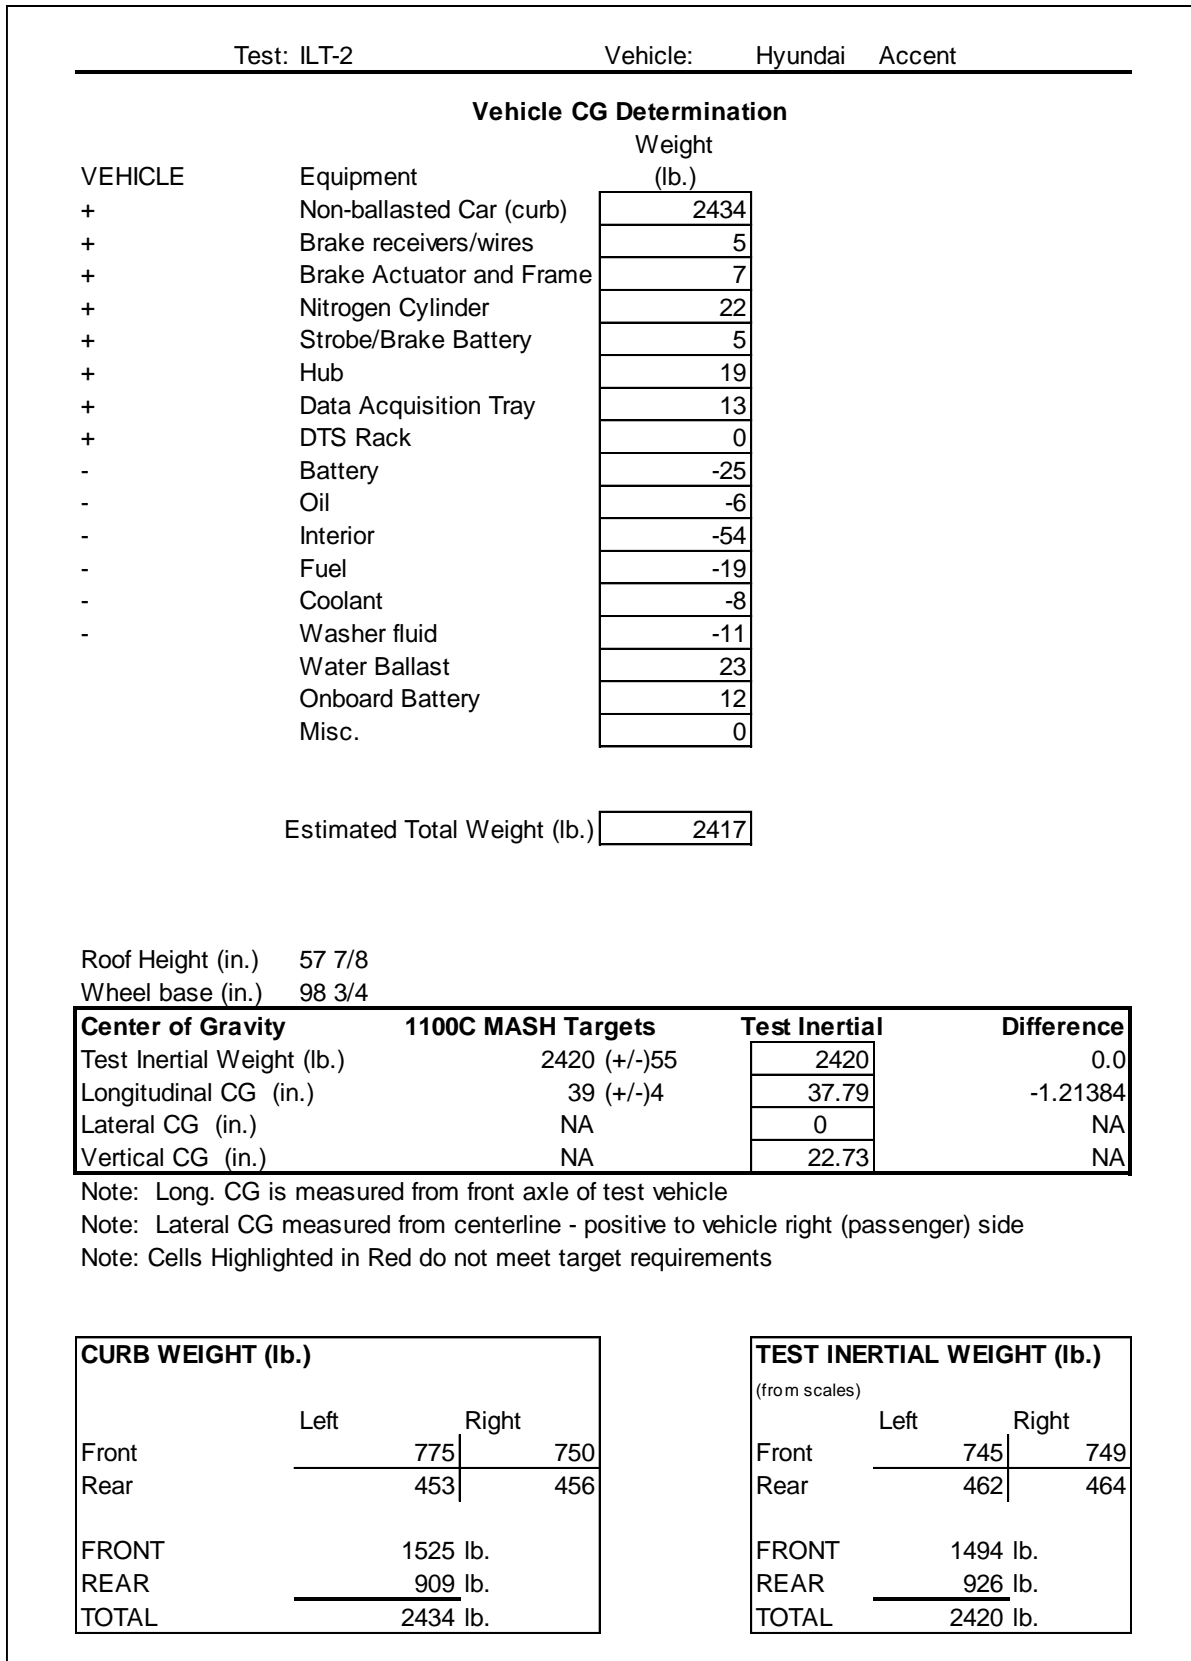 Test: ILT-2 Vehicle: Hyundai Accent
Vehicle CG Determination
Weight
VEHICLE Equipment (lb.)
+ Non-ballasted Car (curb) 2434
+ Brake receivers/wires 5
+ Brake Actuator and Frame 7
+ Nitrogen Cylinder 22
+ Strobe/Brake Battery 5
+ Hub 19
+ Data Acquisition Tray 13
+ DTS Rack 0
- Battery -25
- Oil -6
- Interior -54
- Fuel -19
- Coolant -8
- Washer fluid -11
Water Ballast 23
Onboard Battery 12
Misc. 0
Estimated Total Weight (lb.) 2417
Roof Height (in.) 57 7/8
Wheel base (in.) 98 3/4
Center of Gravity 1100C MASH Targets Test Inertial Difference
Test Inertial Weight (lb.) 2420 (+/-)55 2420 0.0
Longitudinal CG (in.) 39 (+/-)4 37.79 -1.21384
Lateral CG (in.) NA 0 NA
Vertical CG (in.) NA 22.73 NA
Note: Long. CG is measured from front axle of test vehicle
Note: Lateral CG measured from centerline - positive to vehicle right (passenger) side
Note: Cells Highlighted in Red do not meet target requirements
CURB WEIGHT (lb.)
Left Right
Front 775 750
Rear 453 456
FRONT 1525 lb.
REAR 909 lb.
TOTAL 2434 lb.
TEST INERTIAL WEIGHT (lb.)
(from scales)
Left Right
Front 745 749
Rear 462 464
FRONT 1494 lb.
REAR 926 lb.
TOTAL 2420 lb.